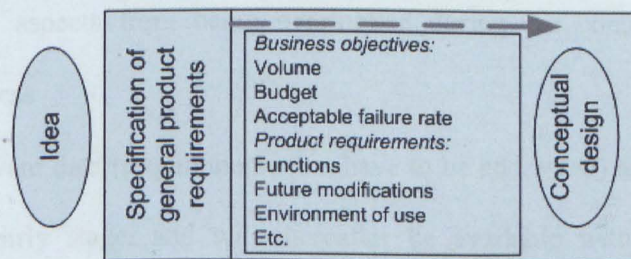 Idea
Specification of
general product
requirements
Business objectives:
Volume
Budget
Acceptable failure rate
Product requirements:
Functions
Future modifications
Environment of use
Etc.
Conceptual
design